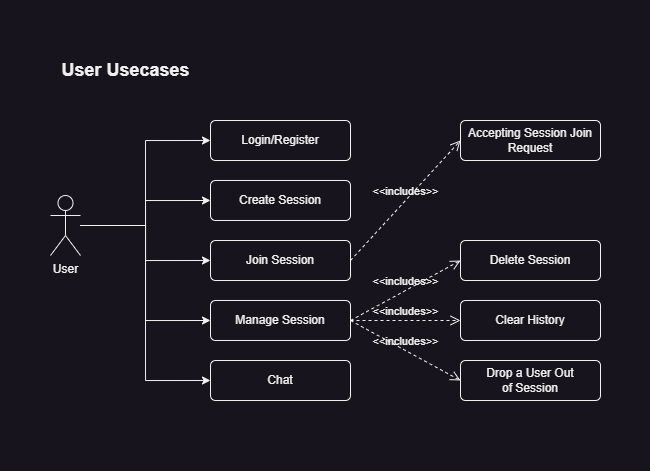 User Usecases
Login/Register
Accepting Session Join
Request
<<includes>>
Create Session
User
Join Session
Delete Session
<<includes>>
Manage Session
<<includes>>
Clear History
<<includes>>
Chat
Drop a User Out
of Session